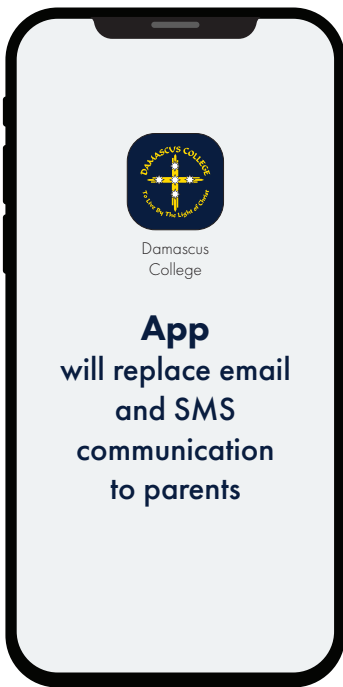 DAMASCUS COLLEGE
To Live By The Light of Christ
Damascus
College
App
will replace email
and SMS
communication
to parents